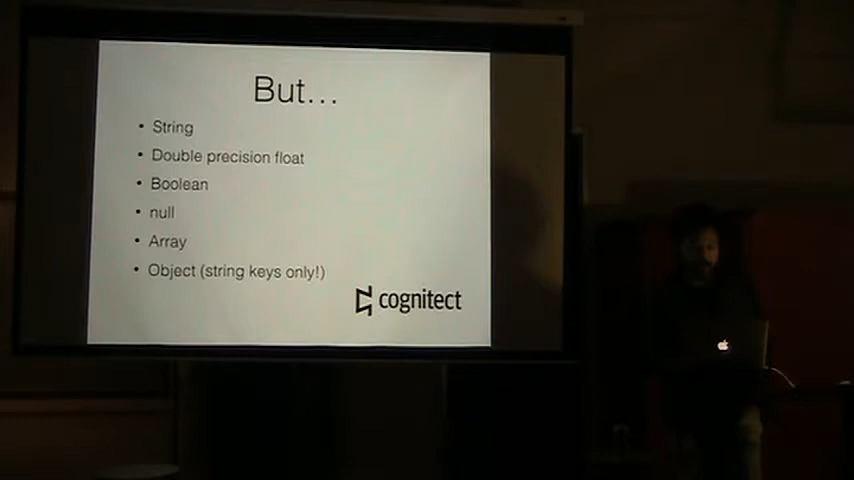 But...
• String
• Double precision float
• Boolean
• null
• Array
• Object (string keys only!)
cognitect